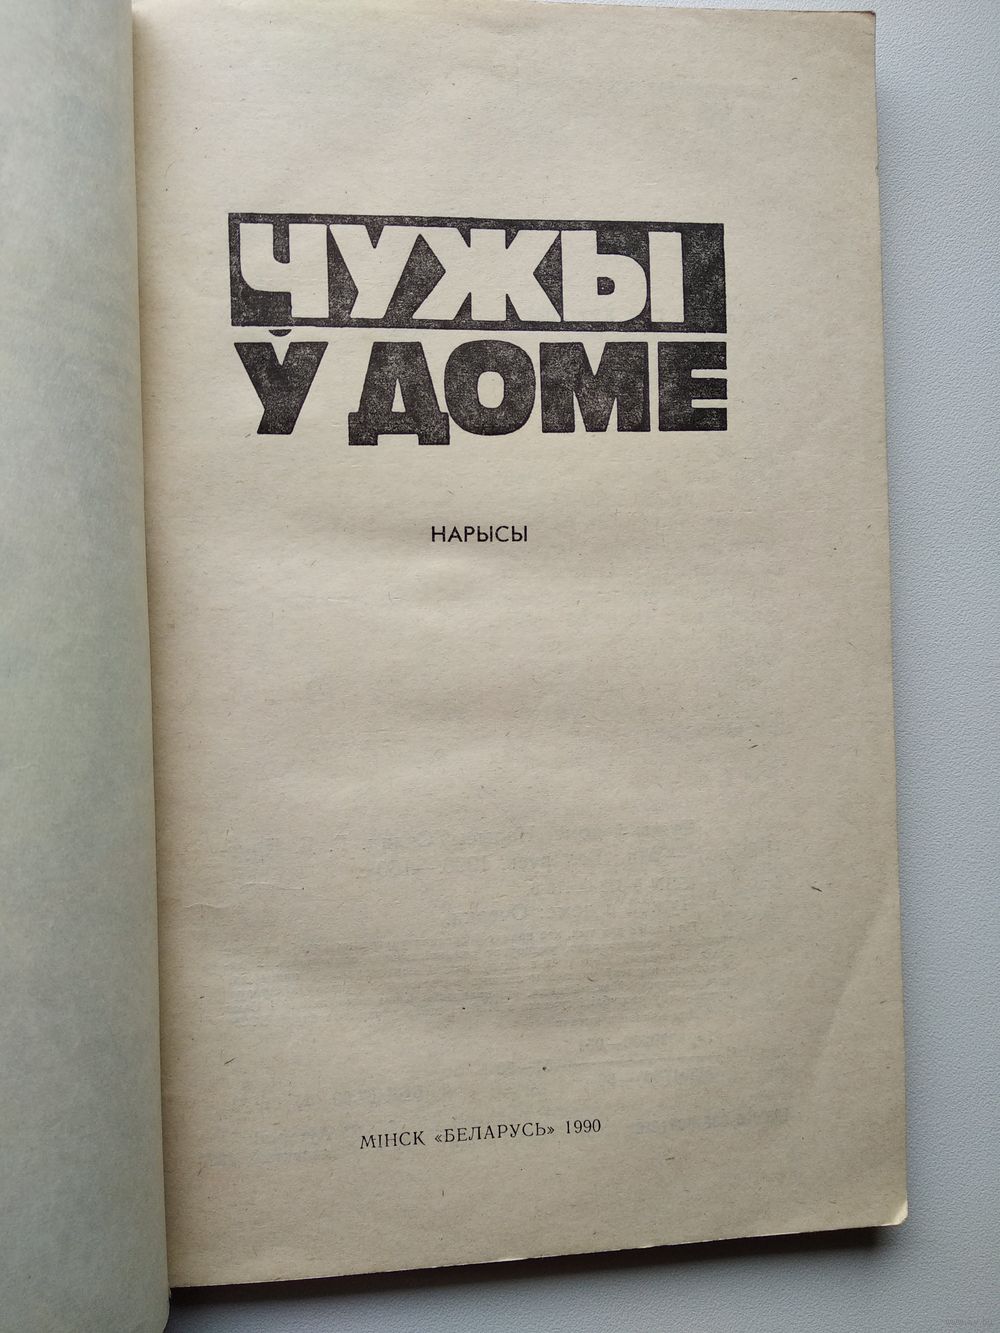 ЧУЖЫ
Ў ДОМЕ
НАРЫСЫ
МІНСК «БЕЛАРУСЬ» 1990